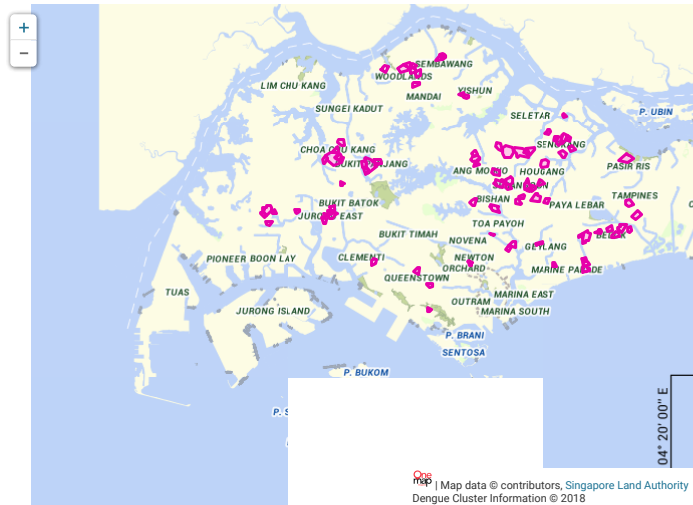 +
−
SEMBAWANG
WOODLANDS
LIM CHU KANG
YISHUN
MANDAI
SUNGEI KADUT
SELETAR
P. UBIN
CHOA CHU KANG
SENGKANG
PASIR RIS
ANG MO KIO
HOUGANG
TAMPINES
BUKIT BATOK
BISHAN
PAYA LEBAR
JURONG EAST
TOA PAYOH
BUKIT TIMAH
BEDOK
NOVENA
GEYLANG
PIONEER
BOON LAY
CLEMENTI
NEWTON
ORCHARD
MARINE PARADE
QUEENSTOWN
TUAS
MARINA EAST
OUTRAM
JURONG ISLAND
MARINA SOUTH
P. BRANI
SENTOSA
P. BUKOM
P. S
04° 20' 00" E
One map | Map data © contributors, Singapore Land Authority
Dengue Cluster Information © 2018